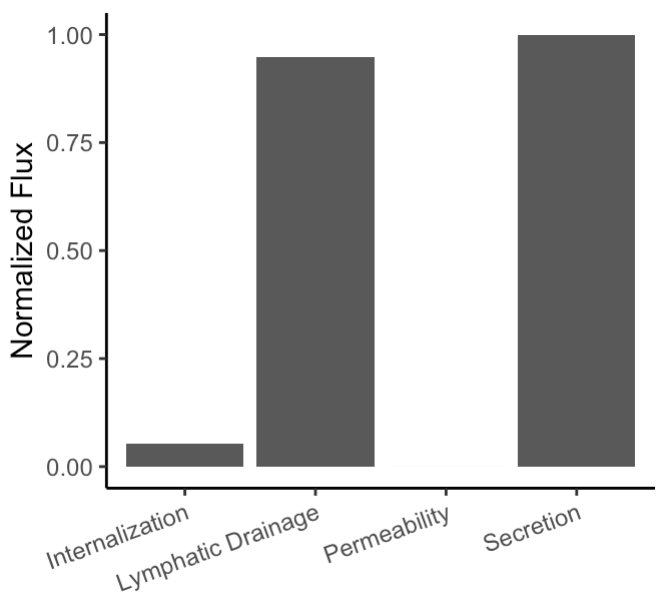 Normalized Flux
1.00
0.75
0.50
0.25
0.00
Internalization
Lymphatic Drainage
Permeability
Secretion